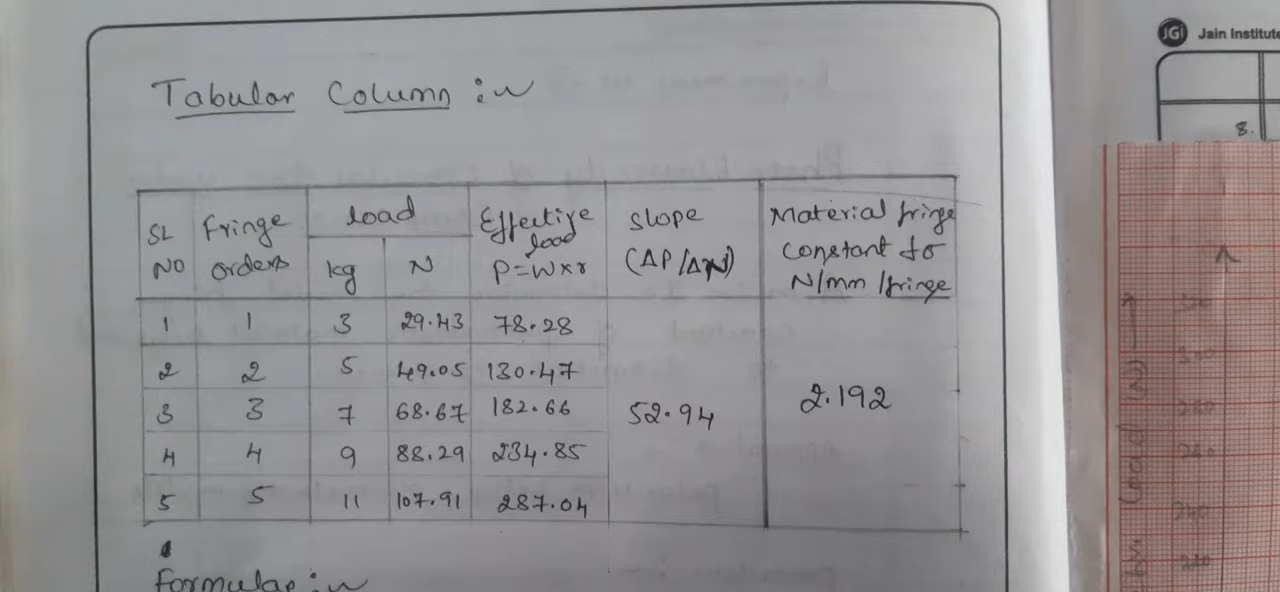 JGi Jain Institute
8.
Tabular Column :~
SL NO | Fringe orders | load kg | N | Effective load P=W×r | slope (ΔP/ΔN) | Material fringe constant fσ N/mm/fringe
1 | 1 | 3 | 29.43 | 78.28
2 | 2 | 5 | 49.05 | 130.47
3 | 3 | 7 | 68.67 | 182.66 | 52.94 | 2.192
4 | 4 | 9 | 88.29 | 234.85
5 | 5 | 11 | 107.91 | 287.04
Formulae :~